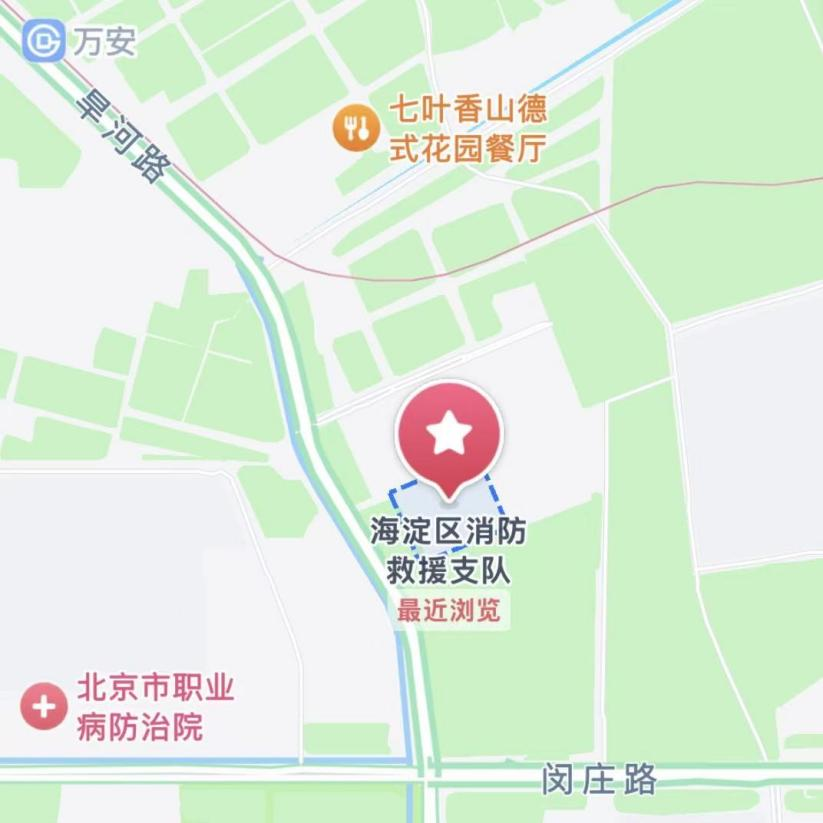 万安
旱河路
七叶香山德
式花园餐厅
海淀区消防
救援支队
最近浏览
北京市职业
病防治院
闵庄路